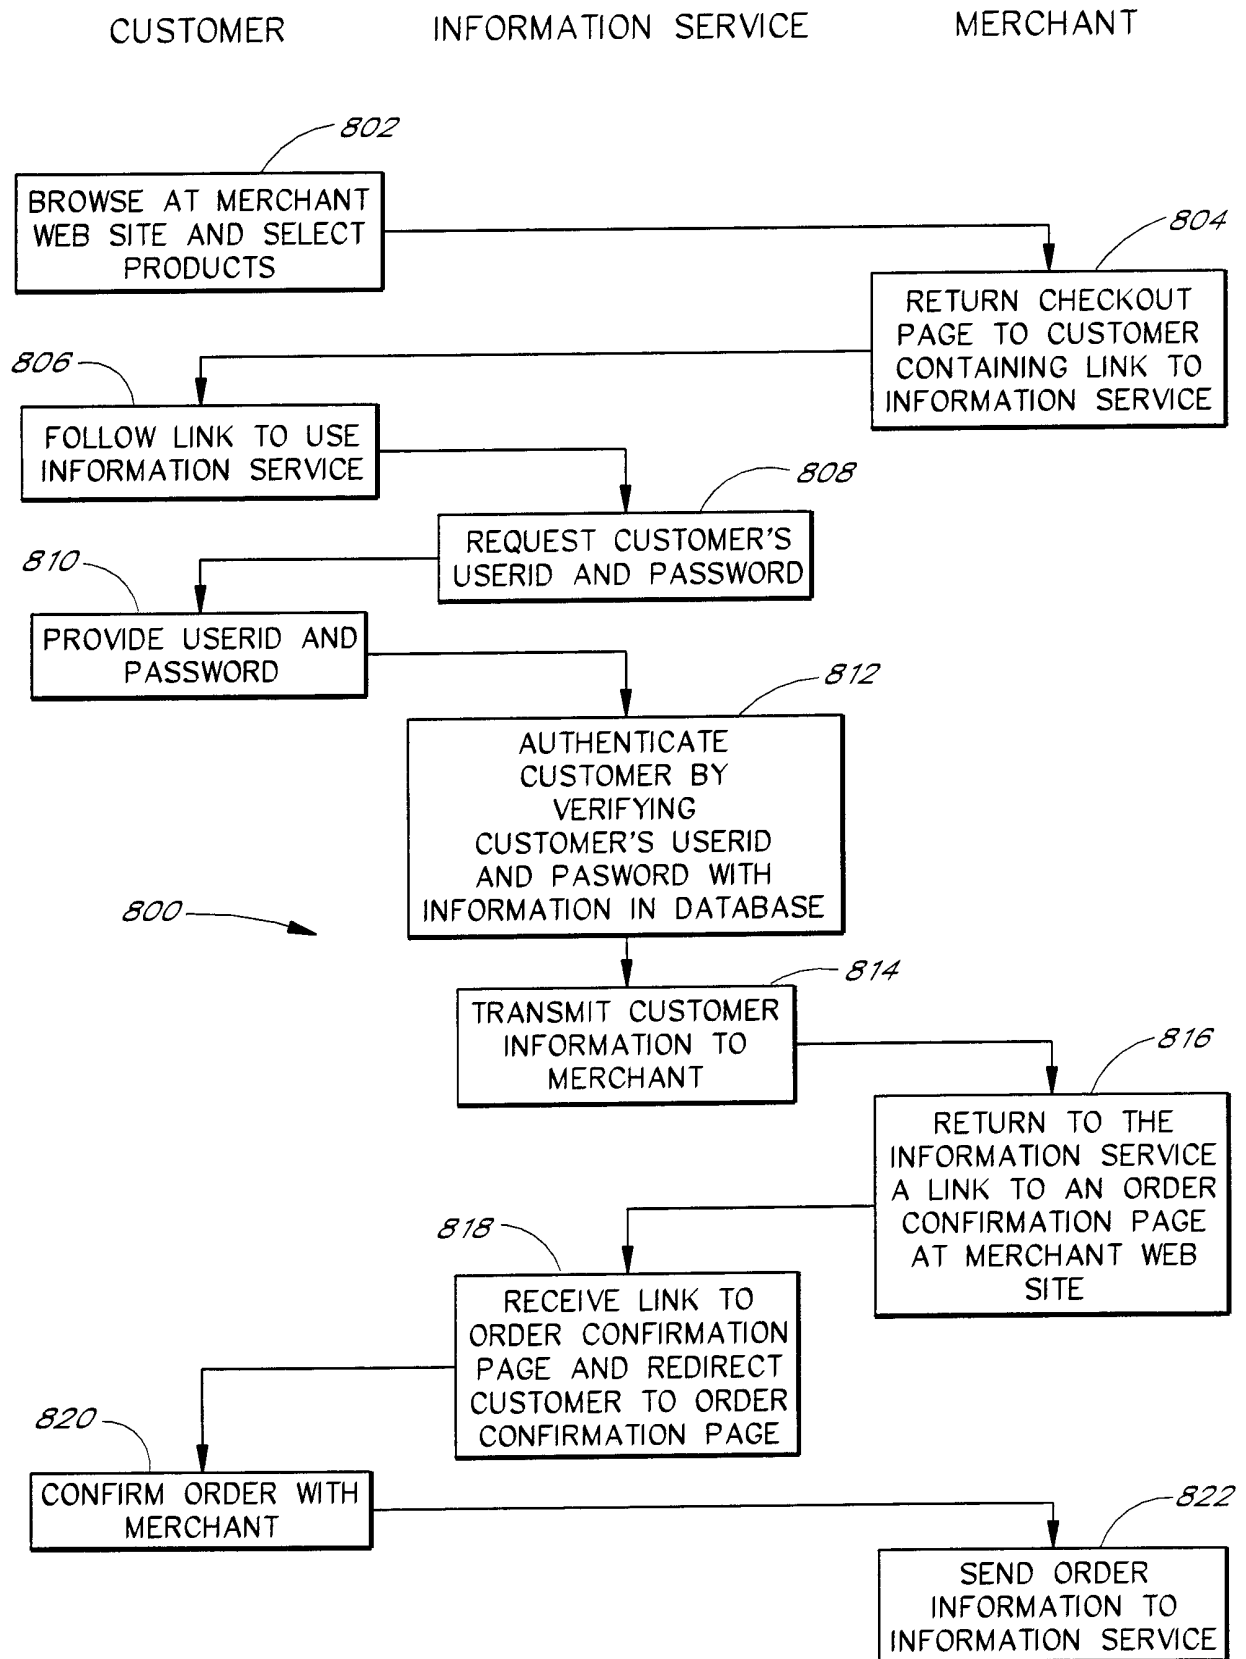 CUSTOMER
INFORMATION SERVICE
MERCHANT
802
BROWSE AT MERCHANT
WEB SITE AND SELECT
PRODUCTS
804
RETURN CHECKOUT
PAGE TO CUSTOMER
CONTAINING LINK TO
INFORMATION SERVICE
806
FOLLOW LINK TO USE
INFORMATION SERVICE
808
REQUEST CUSTOMER'S
USERID AND PASSWORD
810
PROVIDE USERID AND
PASSWORD
812
AUTHENTICATE
CUSTOMER BY
VERIFYING
CUSTOMER'S USERID
AND PASWORD WITH
INFORMATION IN DATABASE
800
814
TRANSMIT CUSTOMER
INFORMATION TO
MERCHANT
816
RETURN TO THE
INFORMATION SERVICE
A LINK TO AN ORDER
CONFIRMATION PAGE
AT MERCHANT WEB
SITE
818
RECEIVE LINK TO
ORDER CONFIRMATION
PAGE AND REDIRECT
CUSTOMER TO ORDER
CONFIRMATION PAGE
820
CONFIRM ORDER WITH
MERCHANT
822
SEND ORDER
INFORMATION TO
INFORMATION SERVICE